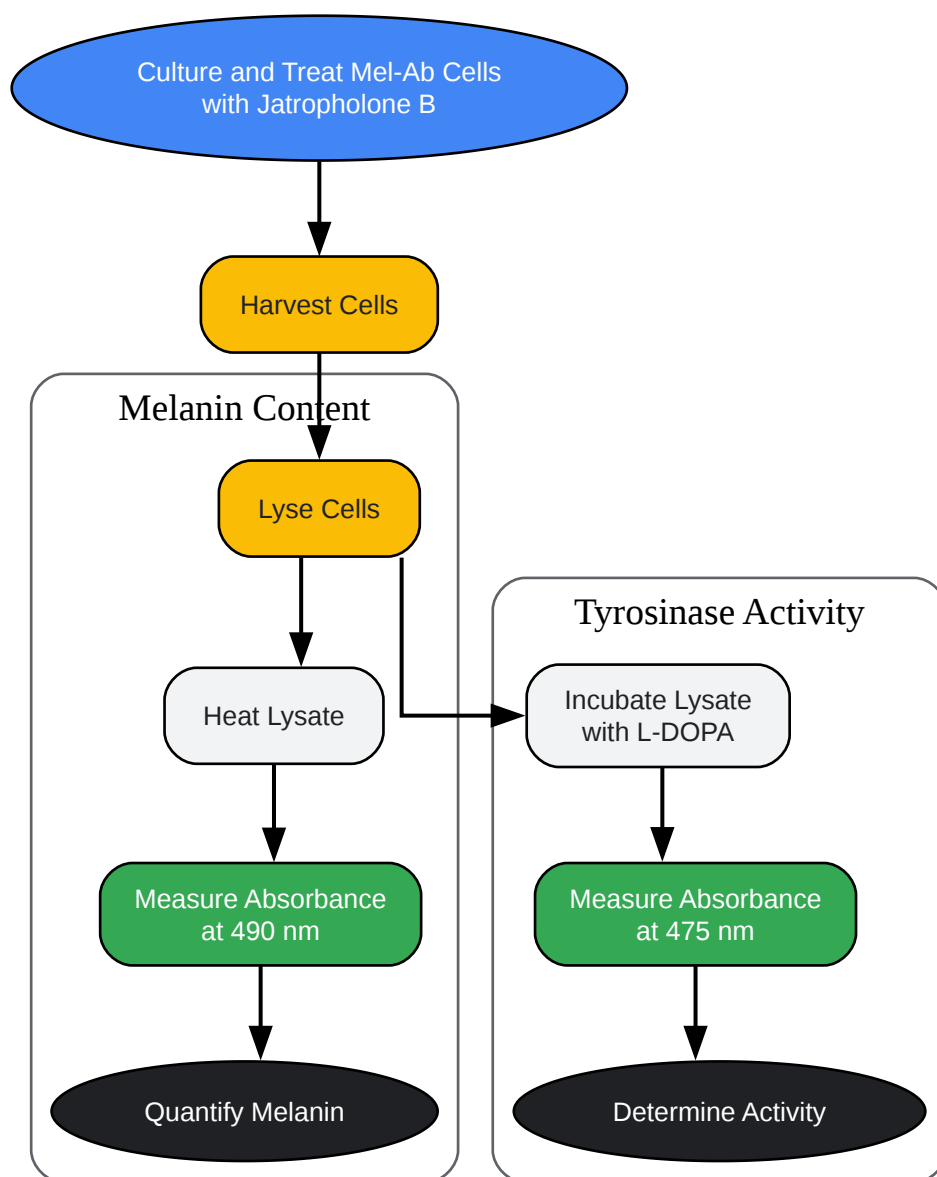 Culture and Treat Mel-Ab Cells
with Jatropholone B
Harvest Cells
Melanin Content
Lyse Cells
Heat Lysate
Measure Absorbance
at 490 nm
Quantify Melanin
Tyrosinase Activity
Incubate Lysate
with L-DOPA
Measure Absorbance
at 475 nm
Determine Activity